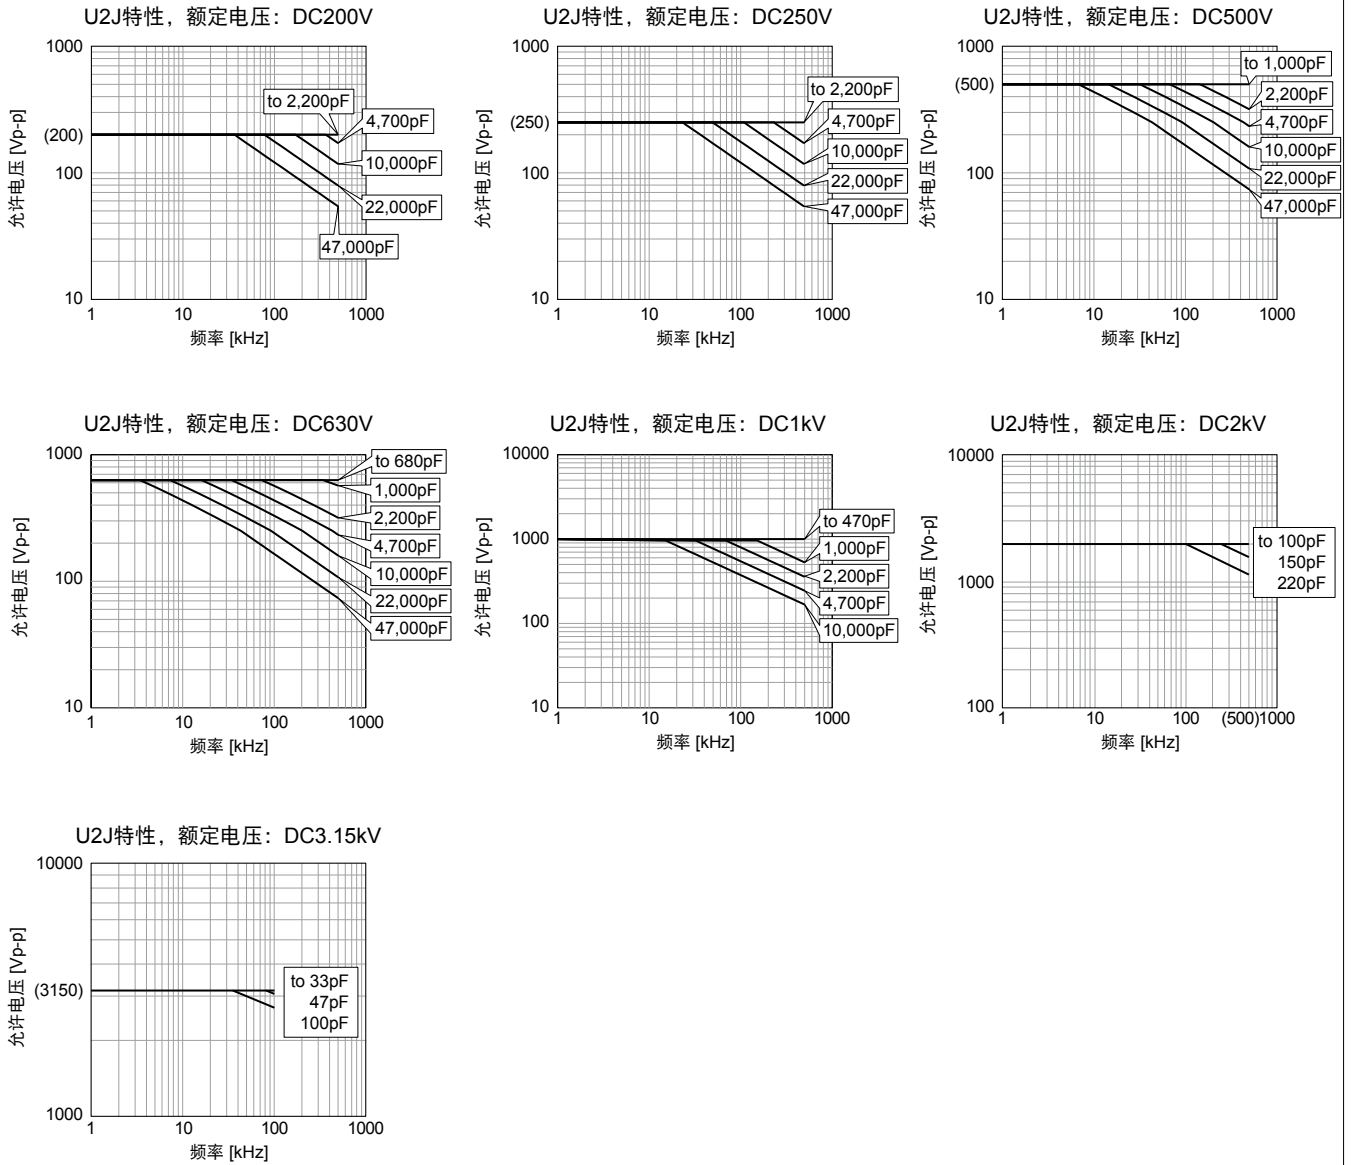 U2J特性，额定电压：DC200V
1000
to 2,200pF
4,700pF
(200)
10,000pF
100
22,000pF
47,000pF
10
1 10 100 1000
频率 [kHz]
允许电压 [Vp-p]
U2J特性，额定电压：DC250V
1000
to 2,200pF
(250)
4,700pF
10,000pF
100
22,000pF
47,000pF
10
1 10 100 1000
频率 [kHz]
允许电压 [Vp-p]
U2J特性，额定电压：DC500V
1000
to 1,000pF
(500)
2,200pF
4,700pF
10,000pF
100
22,000pF
47,000pF
10
1 10 100 1000
频率 [kHz]
允许电压 [Vp-p]
U2J特性，额定电压：DC630V
1000
to 680pF
1,000pF
2,200pF
4,700pF
100
10,000pF
22,000pF
47,000pF
10
1 10 100 1000
频率 [kHz]
允许电压 [Vp-p]
U2J特性，额定电压：DC1kV
10000
to 470pF
1000
1,000pF
2,200pF
4,700pF
100
10,000pF
10
1 10 100 1000
频率 [kHz]
允许电压 [Vp-p]
U2J特性，额定电压：DC2kV
10000
to 100pF
150pF
1000
220pF
100
1 10 100 (500)1000
频率 [kHz]
允许电压 [Vp-p]
U2J特性，额定电压：DC3.15kV
10000
to 33pF
(3150)
47pF
100pF
1000
1 10 100 1000
频率 [kHz]
允许电压 [Vp-p]